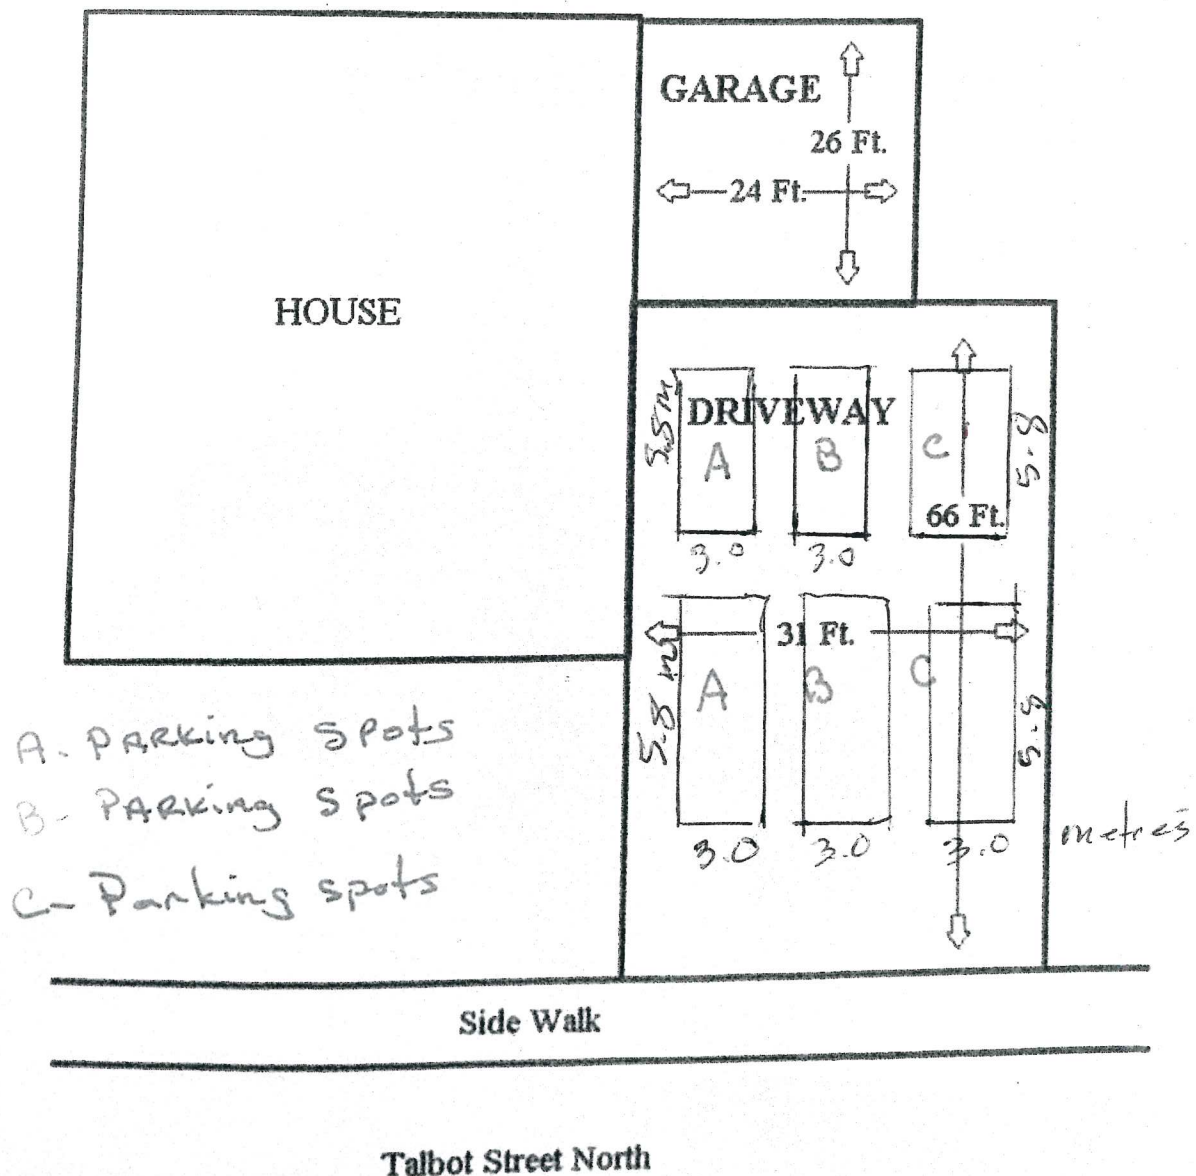 GARAGE
26 Ft.
24 Ft.
HOUSE
DRIVEWAY
5.8 m
A
B
C
5.8
66 Ft.
3.0
3.0
31 Ft.
5.8 m
A
B
C
5.8
3.0
3.0
3.0
metres
A. PARKing Spots
B- PARKing Spots
C- Parking spots
Side Walk
Talbot Street North